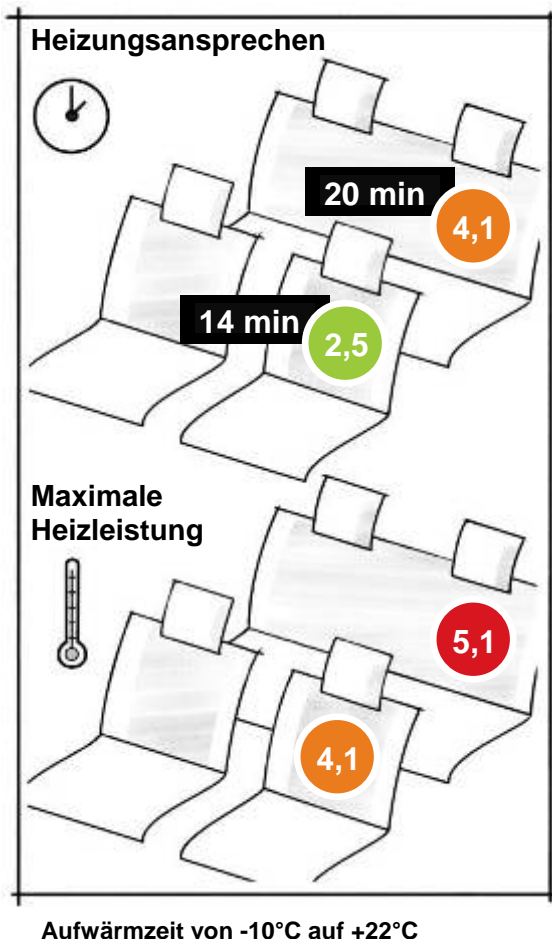 Heizungsansprechen
20 min
4,1
14 min
2,5
Maximale
Heizleistung
5,1
4,1
Aufwärmzeit von -10°C auf +22°C